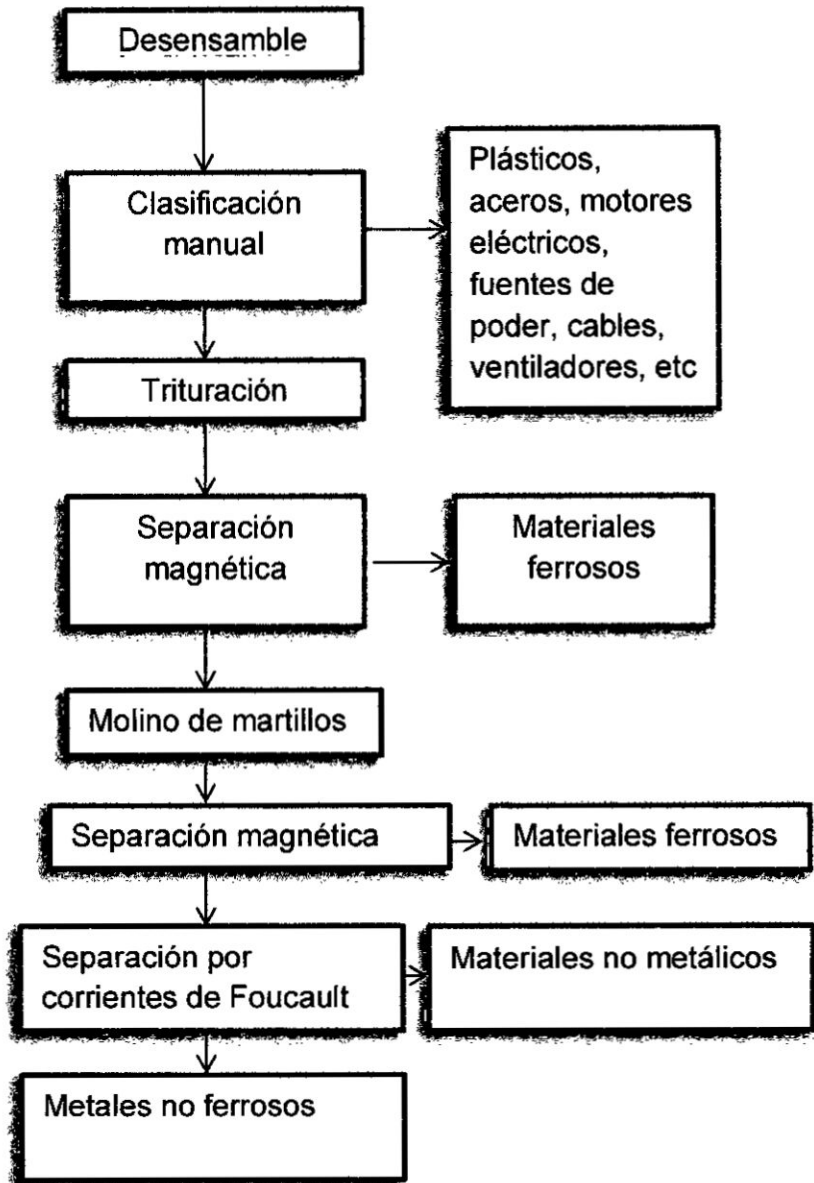 Desensamble
Clasificación
manual
Plásticos,
aceros, motores
eléctricos,
fuentes de
poder, cables,
ventiladores, etc
Trituración
Separación
magnética
Materiales
ferrosos
Molino de martillos
Separación magnética
Materiales ferrosos
Separación por
corrientes de Foucault
Materiales no metálicos
Metales no ferrosos